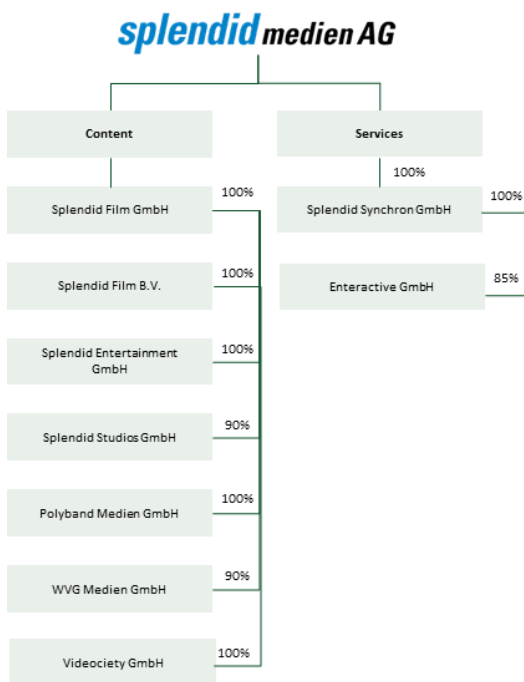 splendid medien AG
Content
Services
100%
100%
Splendid Film GmbH
Splendid Synchron GmbH
100%
100%
Splendid Film B.V.
Enteractive GmbH
85%
100%
Splendid Entertainment
GmbH
90%
Splendid Studios GmbH
100%
Polyband Medien GmbH
90%
WVG Medien GmbH
100%
Videociety GmbH